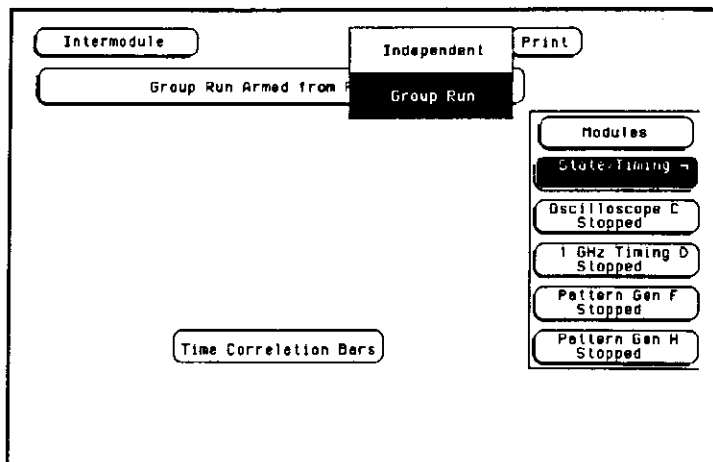 Intermodule
Independent
Print
Group Run Armed from
Group Run
Modules
State/Timing
Oscilloscope C
Stopped
1 GHz Timing D
Stopped
Pattern Gen F
Stopped
Pattern Gen H
Stopped
Time Correlation Bars